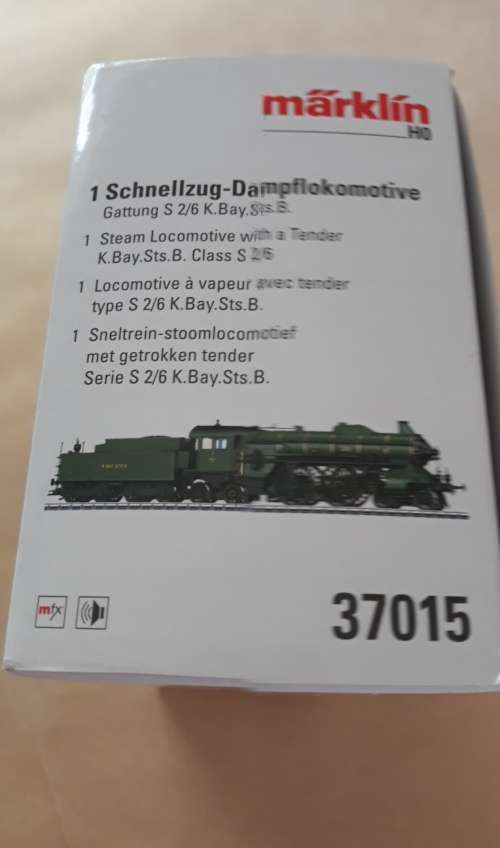 märklin
H0
1 Schnellzug-Dampflokomotive
Gattung S 2/6 K.Bay.Sts.B.
1 Steam Locomotive with a Tender
K.Bay.Sts.B. Class S 2/6
1 Locomotive à vapeur avec tender
type S 2/6 K.Bay.Sts.B.
1 Sneltrein-stoomlocomotief
met getrokken tender
Serie S 2/6 K.Bay.Sts.B.
mfx
37015